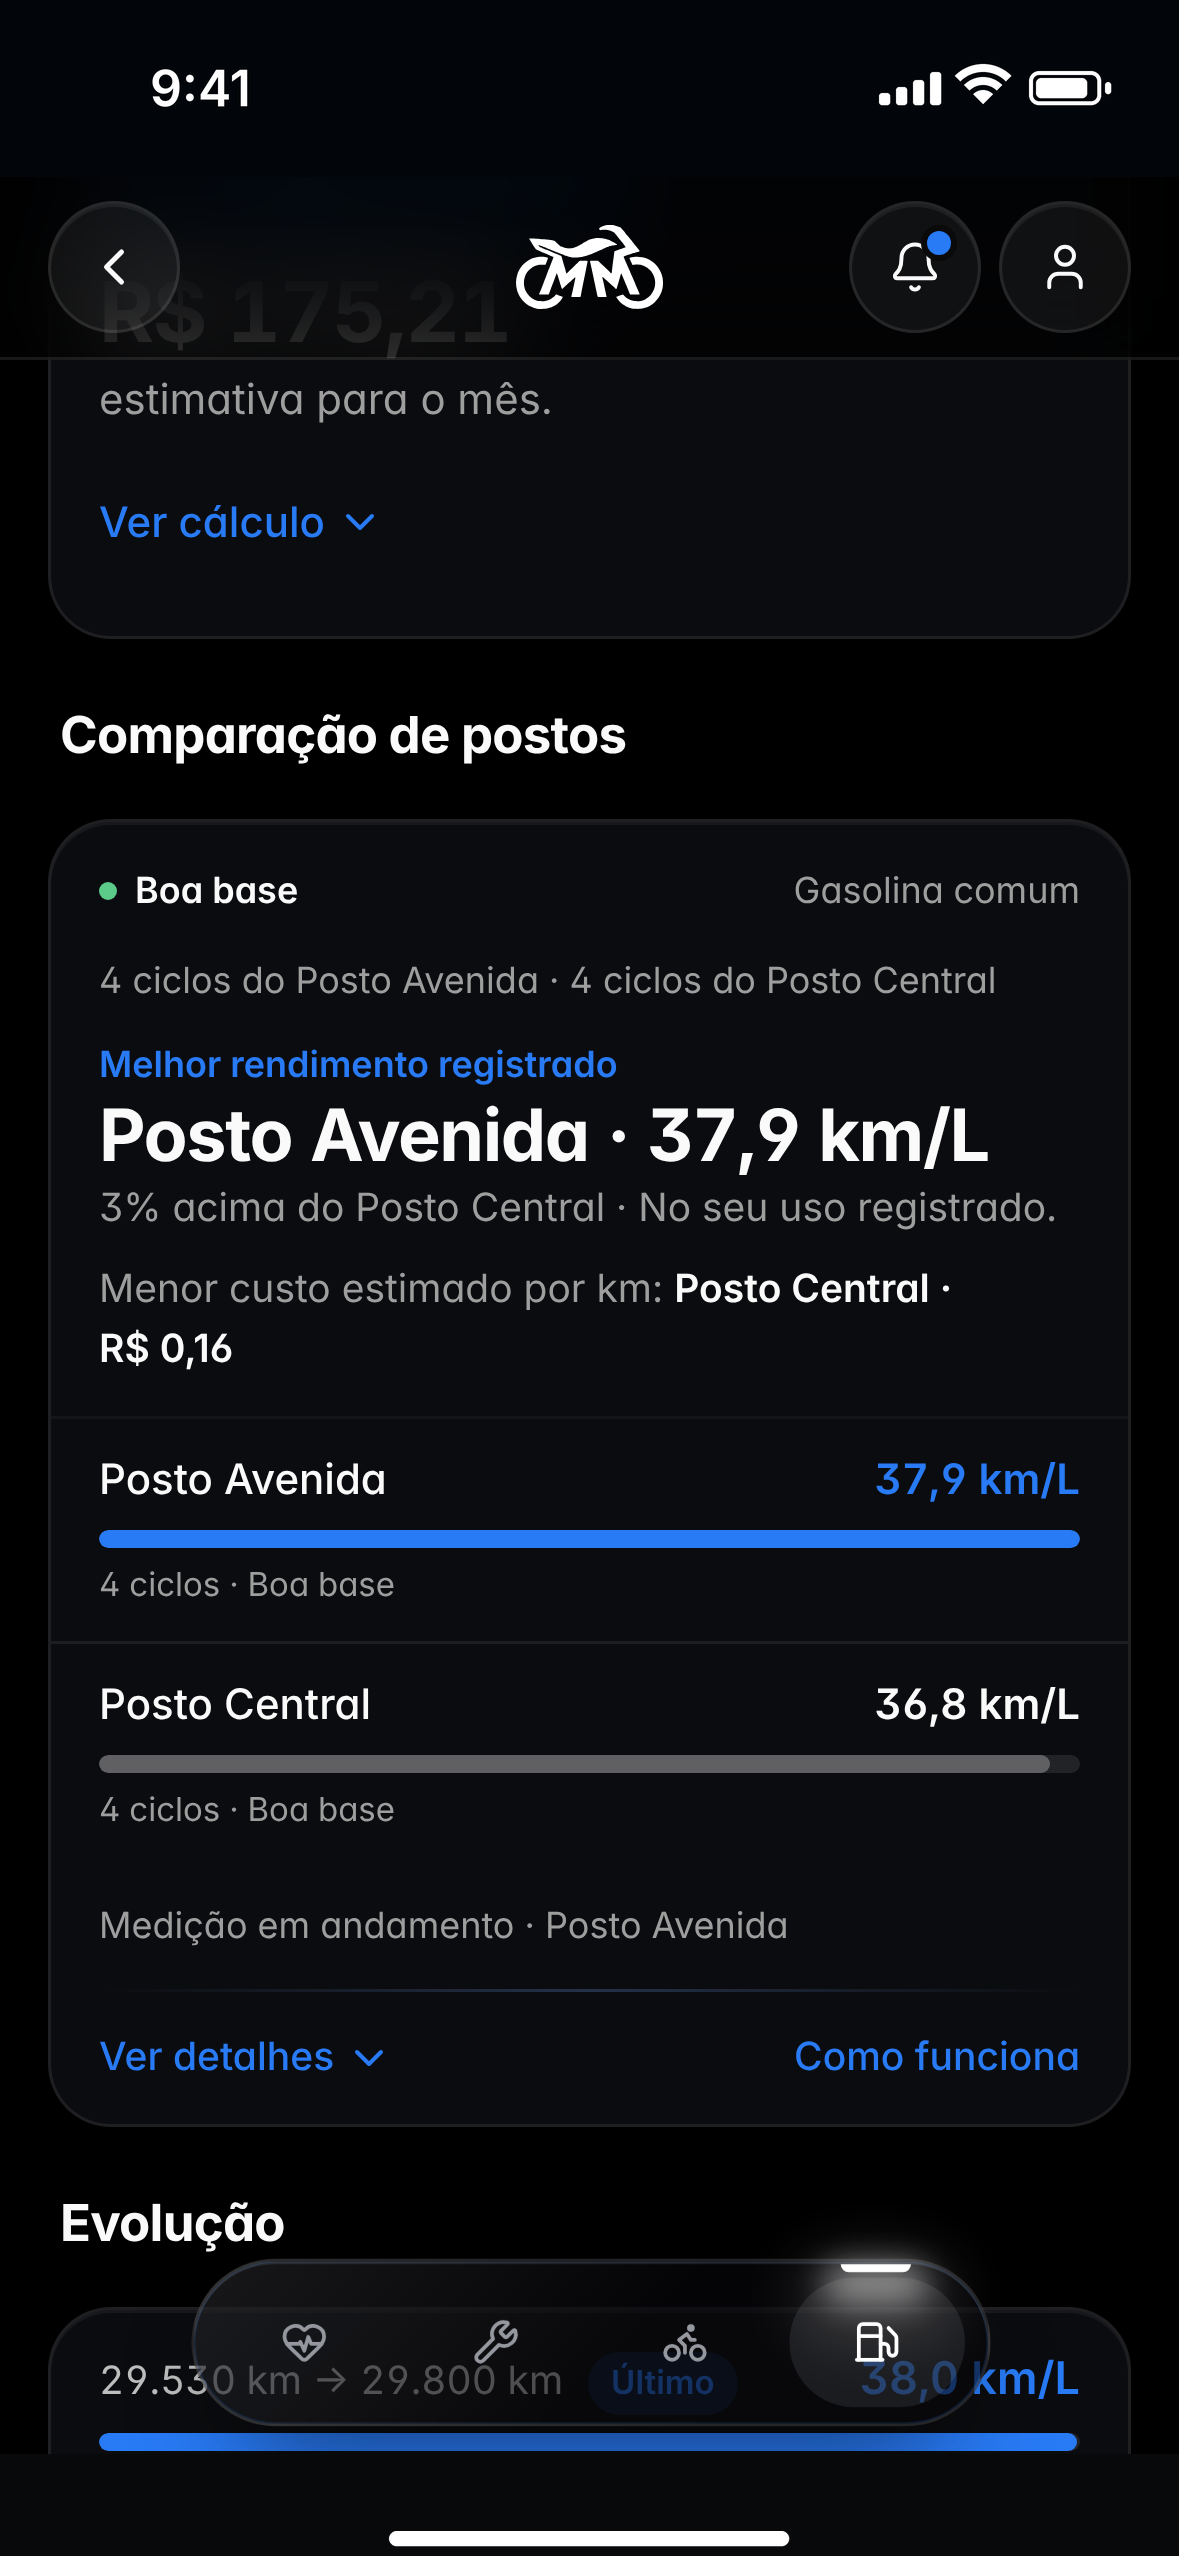 9:41
MM
R$ 175,21
estimativa para o mês.
Ver cálculo
Comparação de postos
Boa base
Gasolina comum
4 ciclos do Posto Avenida · 4 ciclos do Posto Central
Melhor rendimento registrado
Posto Avenida · 37,9 km/L
3% acima do Posto Central · No seu uso registrado.
Menor custo estimado por km: Posto Central ·
R$ 0,16
Posto Avenida
37,9 km/L
4 ciclos · Boa base
Posto Central
36,8 km/L
4 ciclos · Boa base
Medição em andamento · Posto Avenida
Ver detalhes
Como funciona
Evolução
29.530 km → 29.800 km
Último
38,0 km/L